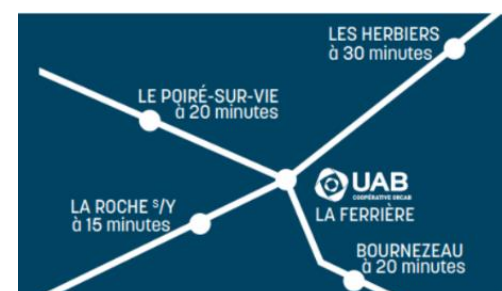 LES HERBIERS
à 30 minutes
LE POIRÉ-SUR-VIE
à 20 minutes
UAB
COOPÉRATIVE ORCAB
LA FERRIÈRE
LA ROCHE S/Y
à 15 minutes
BOURNEZEAU
à 20 minutes